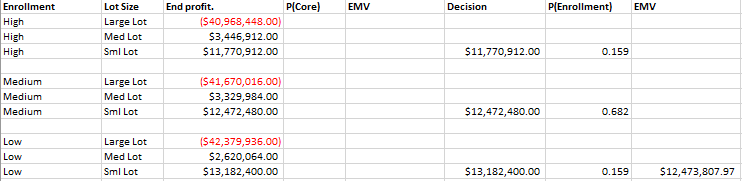 Enrollment Lot Size End profit. P(Core) EMV Decision P(Enrollment) EMV
High Large Lot ($40,968,448.00)
High Med Lot $3,446,912.00
High Sml Lot $11,770,912.00 $11,770,912.00 0.159
Medium Large Lot ($41,670,016.00)
Medium Med Lot $3,329,984.00
Medium Sml Lot $12,472,480.00 $12,472,480.00 0.682
Low Large Lot ($42,379,936.00)
Low Med Lot $2,620,064.00
Low Sml Lot $13,182,400.00 $13,182,400.00 0.159 $12,473,807.97